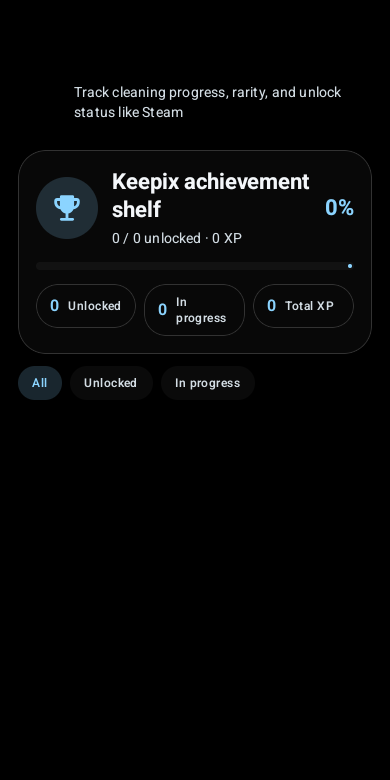 Track cleaning progress, rarity, and unlock
status like Steam
Keepix achievement
shelf
0%
0 / 0 unlocked · 0 XP
0 Unlocked
0 In
progress
0 Total XP
All
Unlocked
In progress